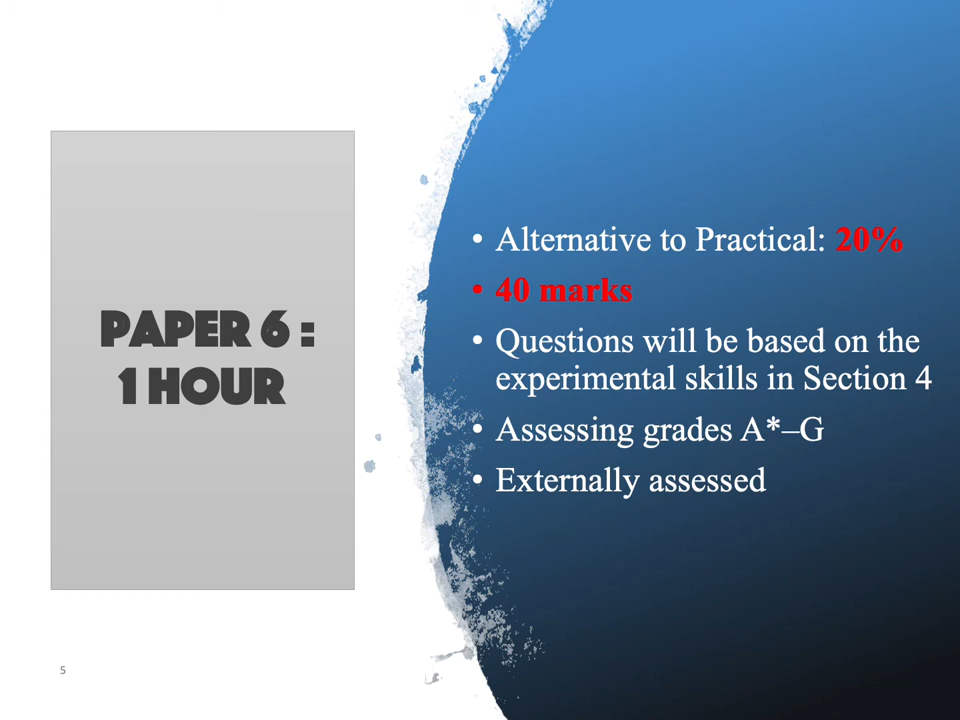 PAPER 6 :
1 HOUR
• Alternative to Practical: 20%
• 40 marks
• Questions will be based on the
experimental skills in Section 4
• Assessing grades A*–G
• Externally assessed
5